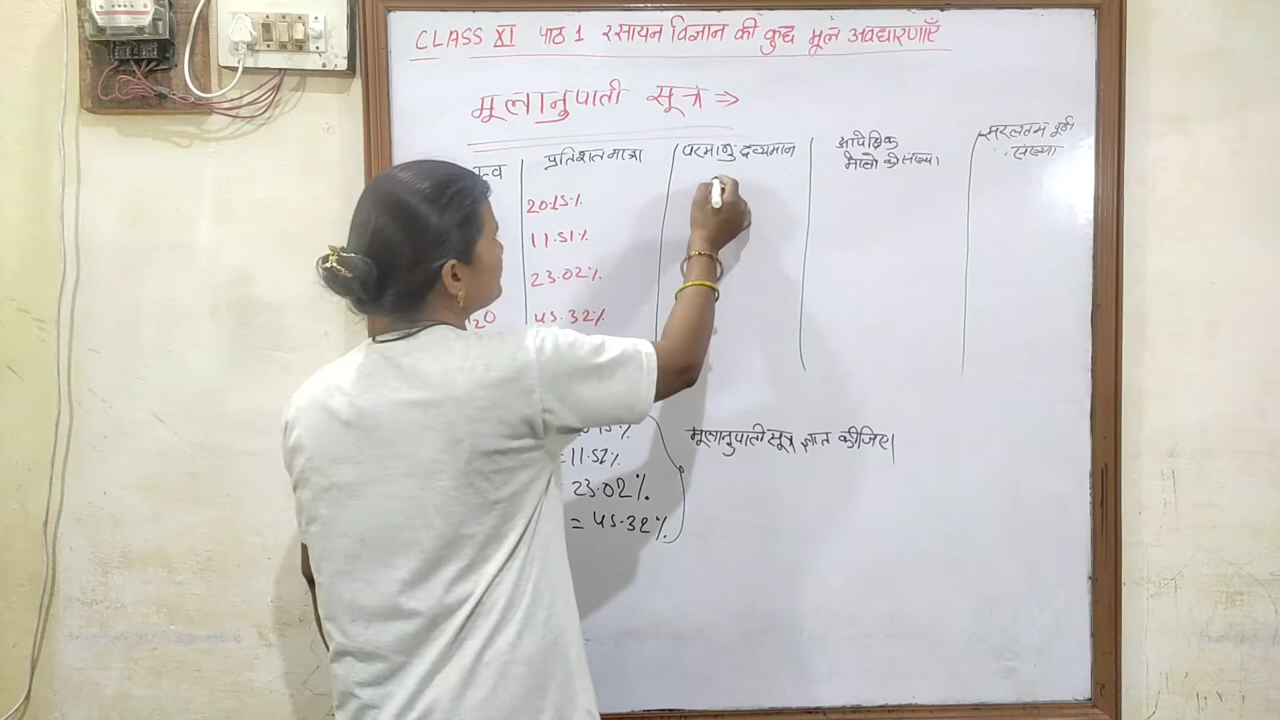 CLASS XI पाठ 1 रसायन विज्ञान की कुछ मूल अवधारणाएँ
मूलानुपाती सूत्र ⇒
प्रतिशत मात्रा
परमाणु द्रव्यमान
आपेक्षिक
मोलो की संख्या
सरलतम पूर्ण
संख्या
20.15%
11.51%
23.02%
45.32%
मूलानुपाती सूत्र ज्ञात कीजिए।
=11.52%
23.02%
= 45.32%